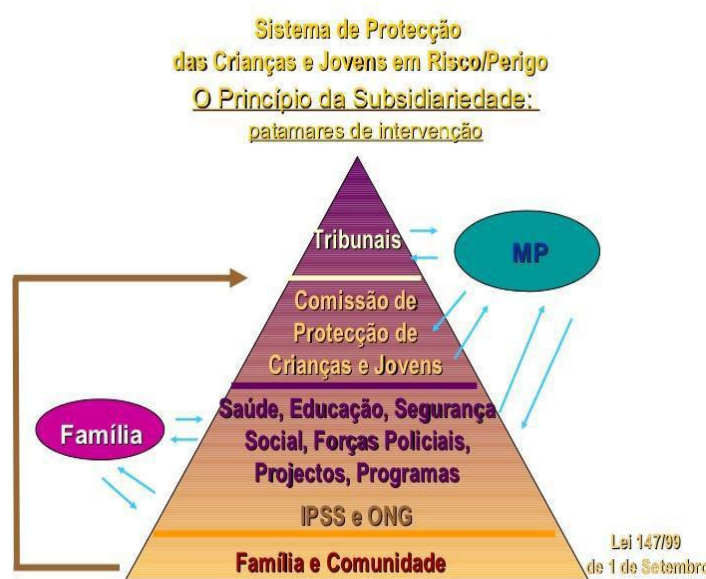 Sistema de Protecção
das Crianças e Jovens em Risco/Perigo
O Princípio da Subsidiariedade:
patamares de intervenção
Tribunais
MP
Comissão de
Protecção de
Crianças e Jovens
Família
Saúde, Educação, Segurança
Social, Forças Policiais,
Projectos, Programas
IPSS e ONG
Família e Comunidade
Lei 147/99
de 1 de Setembro